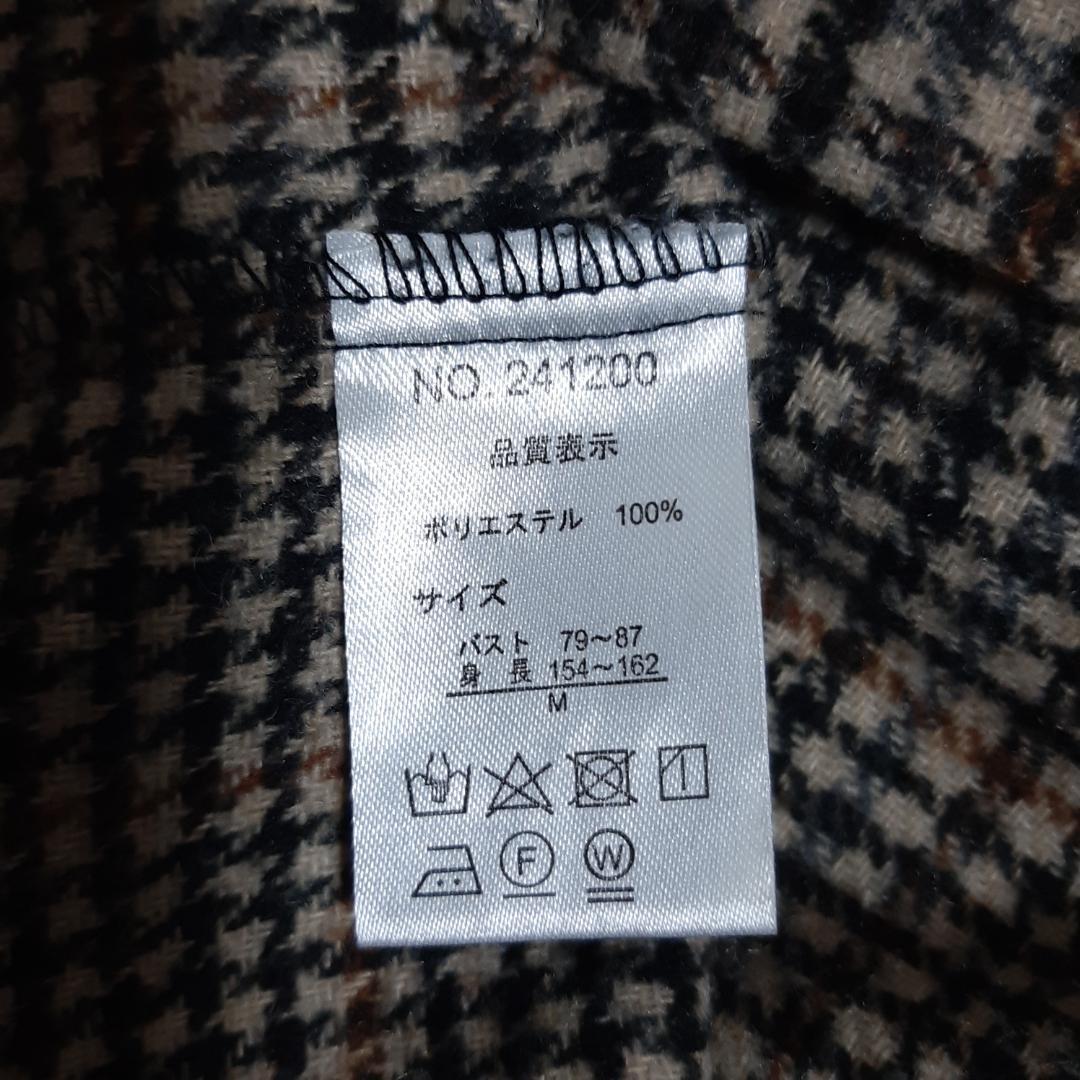 NO. 241200
品質表示
ポリエステル 100%
サイズ
バスト 79～87
身 長 154～162
M
F
W